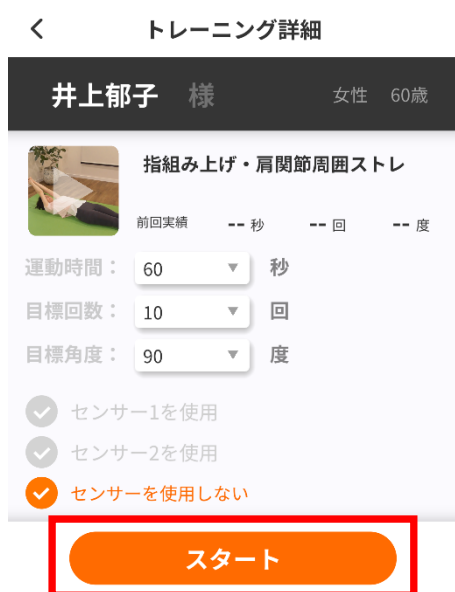 トレーニング詳細
井上郁子 様 女性 60歳
指組み上げ・肩関節周囲ストレ
前回実績 -- 秒 -- 回 -- 度
運動時間： 60 秒
目標回数： 10 回
目標角度： 90 度
センサー1を使用
センサー2を使用
センサーを使用しない
スタート